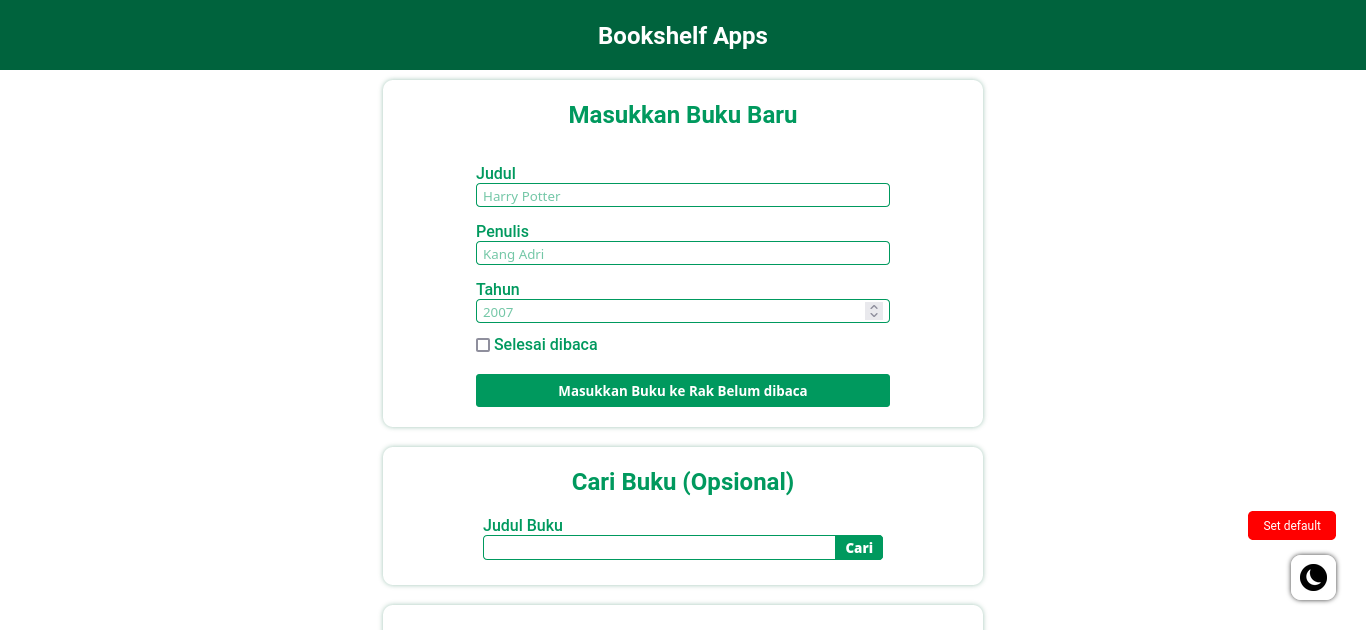 Bookshelf Apps
Masukkan Buku Baru
Judul
Harry Potter
Penulis
Kang Adri
Tahun
2007
Selesai dibaca
Masukkan Buku ke Rak Belum dibaca
Cari Buku (Opsional)
Judul Buku
Cari
Set default